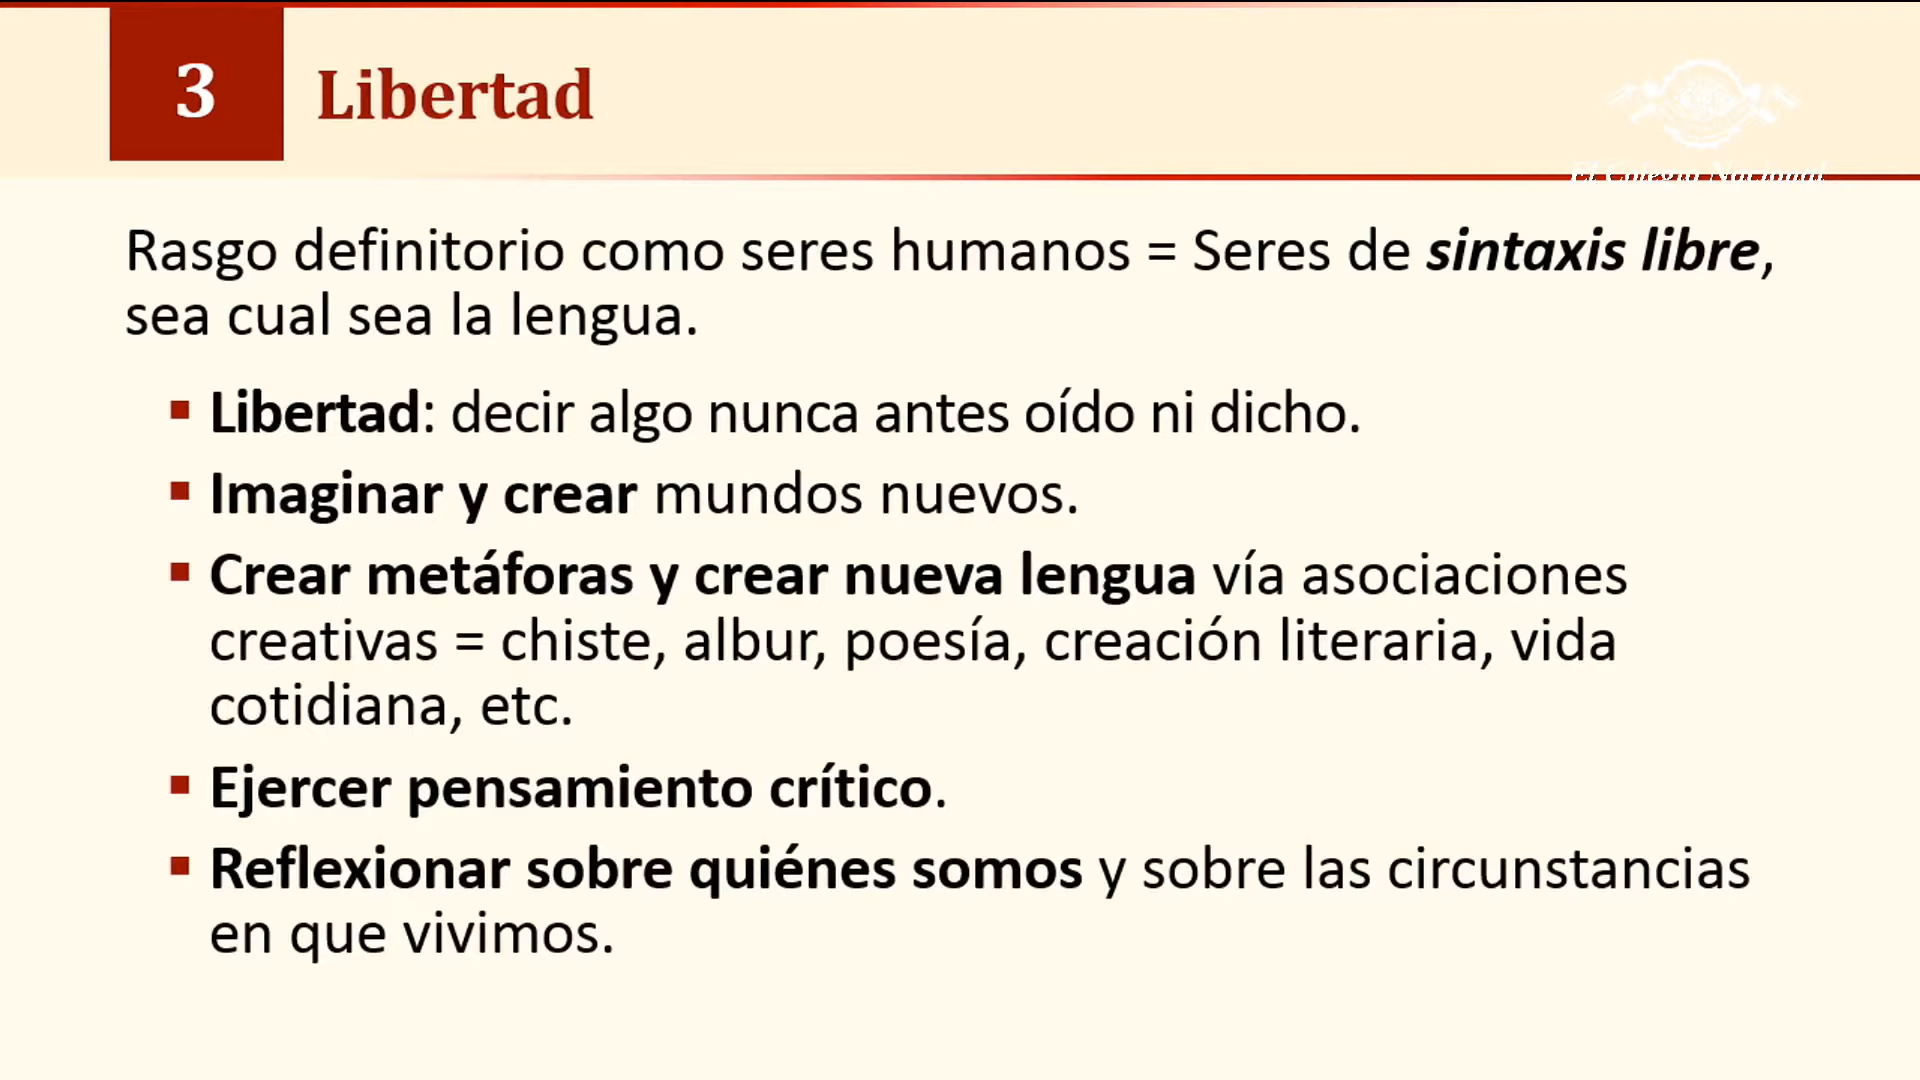 3 Libertad
El Colegio Nacional
Rasgo definitorio como seres humanos = Seres de sintaxis libre,
sea cual sea la lengua.
▪ Libertad: decir algo nunca antes oído ni dicho.
▪ Imaginar y crear mundos nuevos.
▪ Crear metáforas y crear nueva lengua vía asociaciones
creativas = chiste, albur, poesía, creación literaria, vida
cotidiana, etc.
▪ Ejercer pensamiento crítico.
▪ Reflexionar sobre quiénes somos y sobre las circunstancias
en que vivimos.